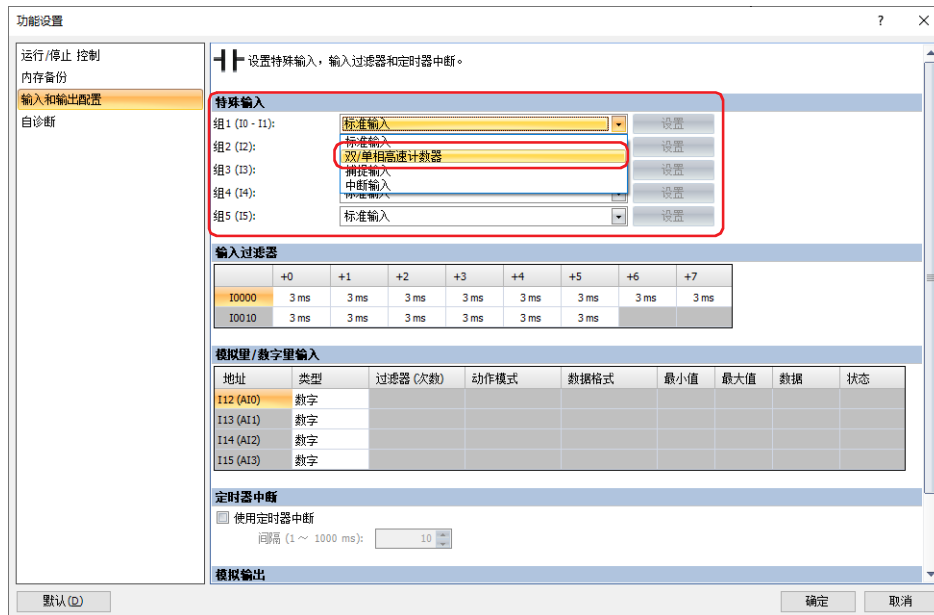 功能设置
? ×
运行/停止 控制
内存备份
输入和输出配置
自诊断
设置特殊输入，输入过滤器和定时器中断。
特殊输入
组1 (I0 - I1): 标准输入 设置
标准输入
组2 (I2): 设置
双/单相高速计数器
组3 (I3): 设置
捕捉输入
中断输入
组4 (I4): 标准输入 设置
组5 (I5): 标准输入 设置
输入过滤器
+0 +1 +2 +3 +4 +5 +6 +7
I0000 3 ms 3 ms 3 ms 3 ms 3 ms 3 ms 3 ms 3 ms
I0010 3 ms 3 ms 3 ms 3 ms 3 ms 3 ms
模拟里/数字里输入
地址 类型 过滤器 (次数) 动作模式 数据格式 最小值 最大值 数据 状态
I12 (AI0) 数字
I13 (AI1) 数字
I14 (AI2) 数字
I15 (AI3) 数字
定时器中断
使用定时器中断
间隔 (1 ～ 1000 ms): 10
模拟输出
默认(D) 确定 取消